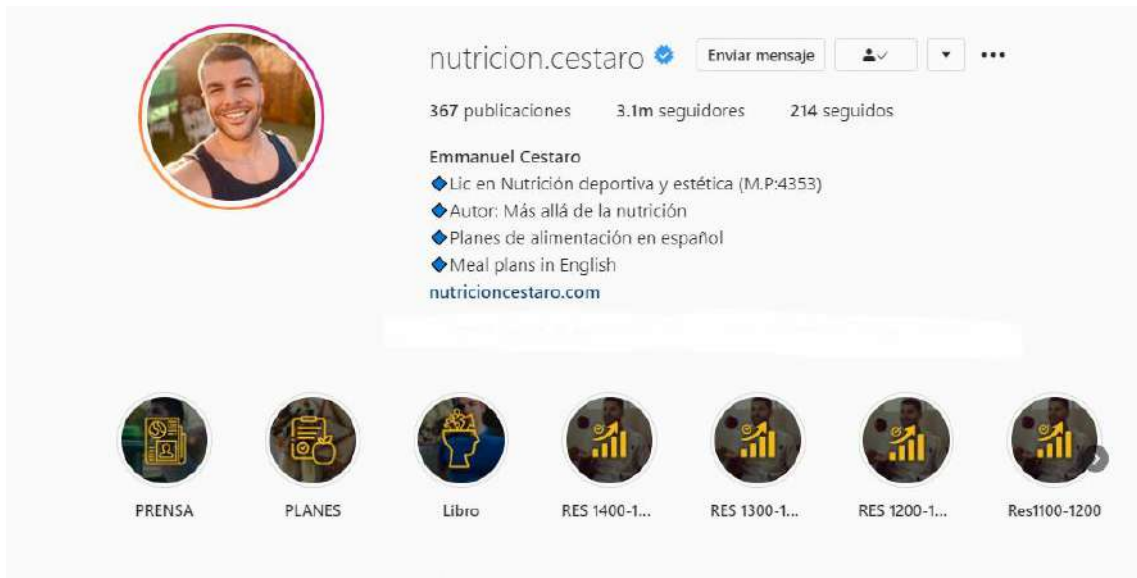 nutricion.cestaro Enviar mensaje
367 publicaciones 3.1m seguidores 214 seguidos
Emmanuel Cestaro
Lic en Nutrición deportiva y estética (M.P:4353)
Autor: Más allá de la nutrición
Planes de alimentación en español
Meal plans in English
nutricioncestaro.com
PRENSA PLANES Libro RES 1400-1... RES 1300-1... RES 1200-1... Res1100-1200